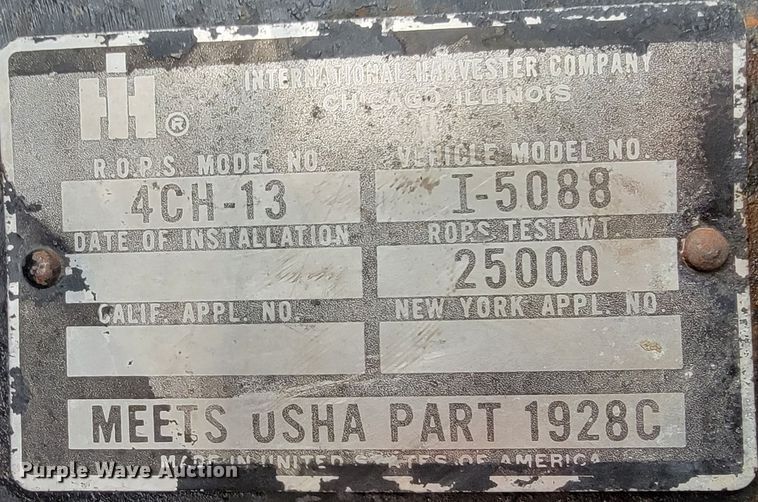 IH ®
INTERNATIONAL HARVESTER COMPANY
CHICAGO, ILLINOIS
R.O.P.S. MODEL NO. VEHICLE MODEL NO.
4CH-13 I-5088
DATE OF INSTALLATION ROPS TEST WT.
25000
CALIF. APPL. NO. NEW YORK APPL. NO
MEETS OSHA PART 1928C
MADE IN UNITED STATES OF AMERICA
Purple Wave Auction